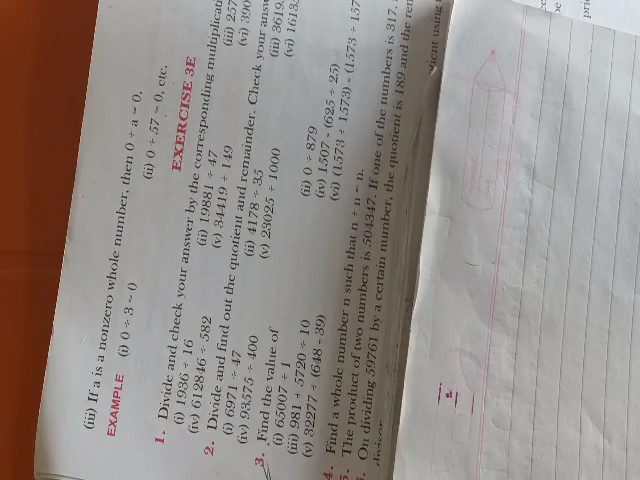 (iii) If a is a nonzero whole number, then 0 ÷ a = 0.
EXAMPLE (i) 0 ÷ 3 = 0 (ii) 0 ÷ 57 = 0, etc.
EXERCISE 3E
1. Divide and check your answer by the corresponding
(i) 1936 ÷ 16 (ii) 19881 ÷ 47 (iii) 257
(iv) 612846 ÷ 582 (v) 34419 ÷ 149 (vi) 390
2. Divide and find out the quotient and remainder. Check your
(i) 6971 ÷ 47 (ii) 4178 ÷ 35 (iii) 3619
(iv) 93575 ÷ 400 (v) 23025 ÷ 1000 (vi) 1613
3. Find the value of
(i) 65007 ÷ 1 (ii) 0 ÷ 879
(iii) 981 + 5720 ÷ 10 (iv) 1507 - (625 ÷ 25)
(v) 32277 ÷ (648 - 39) (vi) (1573 ÷ 1573) - (1573 ÷ 157
4. Find a whole number n such that n ÷ n = n.
5. The product of two numbers is 504347. If one of the numbers is 317,
On dividing 59761 by a certain number, the quotient is 189 and the